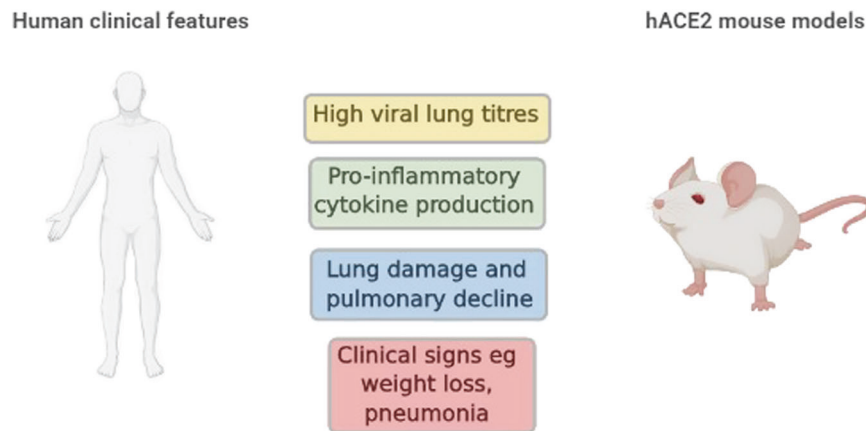 Human clinical features
hACE2 mouse models
High viral lung titres
Pro-inflammatory
cytokine production
Lung damage and
pulmonary decline
Clinical signs eg
weight loss,
pneumonia